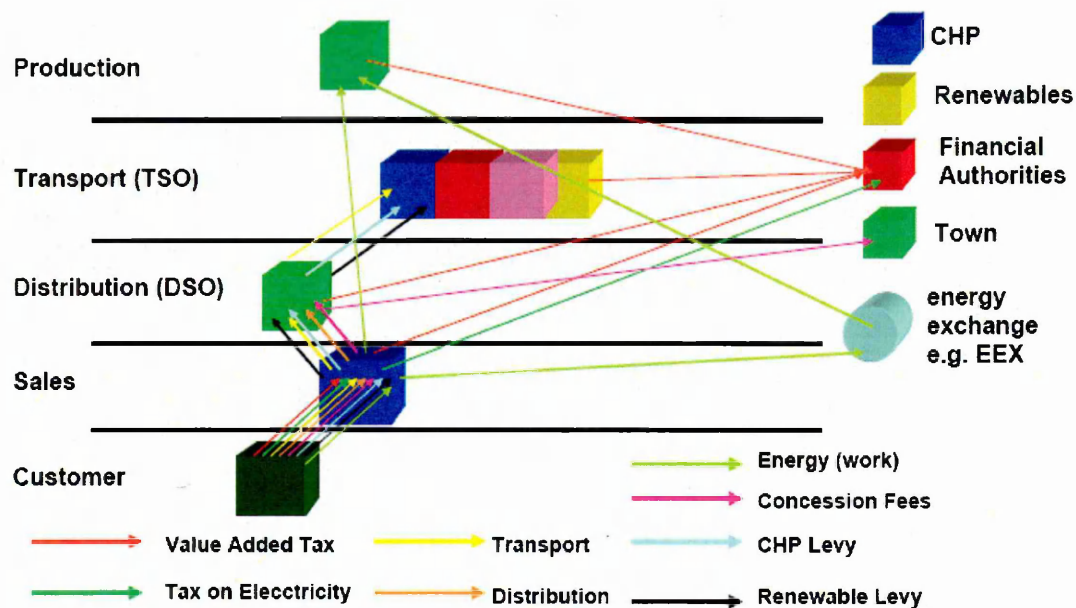 Production
Transport (TSO)
Distribution (DSO)
Sales
Customer
CHP
Renewables
Financial
Authorities
Town
energy
exchange
e.g. EEX
Energy (work)
Concession Fees
Value Added Tax
Transport
CHP Levy
Tax on Elecctricity
Distribution
Renewable Levy